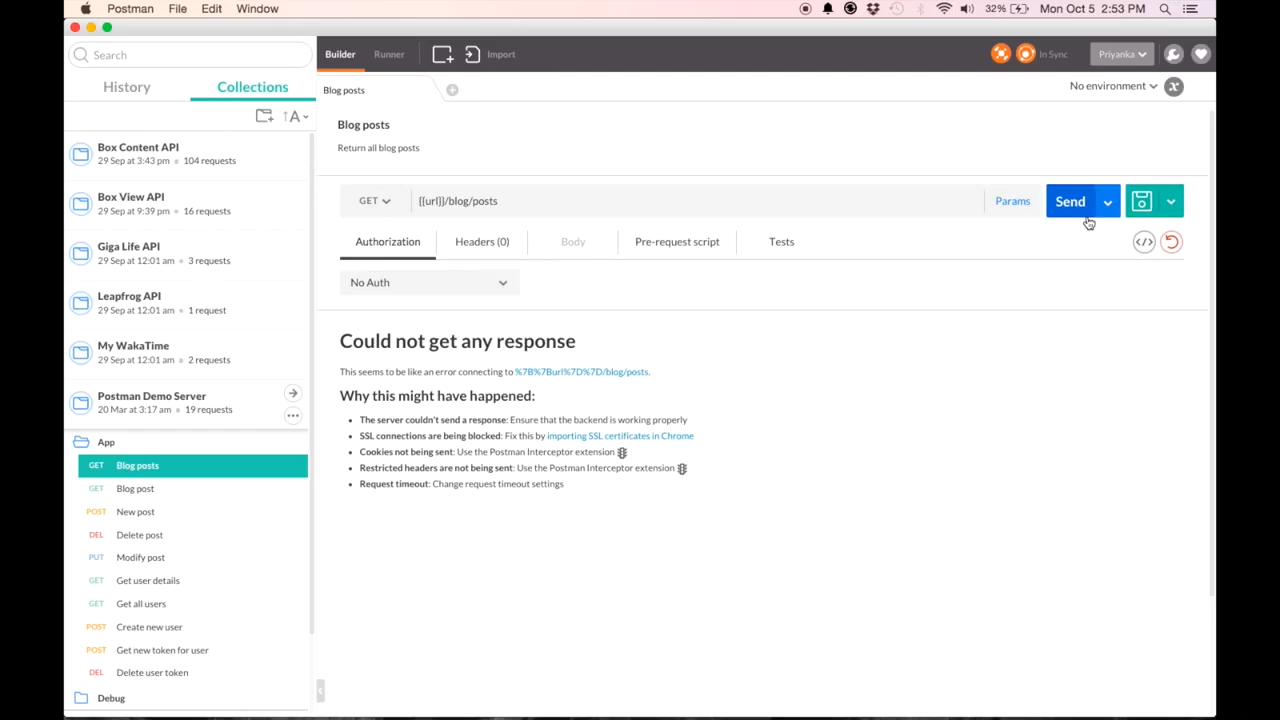 Postman File Edit Window 32% Mon Oct 5 2:53 PM
Search
History Collections
A
Box Content API
29 Sep at 3:43 pm 104 requests
Box View API
29 Sep at 9:39 pm 16 requests
Giga Life API
29 Sep at 12:01 am 3 requests
Leapfrog API
29 Sep at 12:01 am 1 request
My WakaTime
29 Sep at 12:01 am 2 requests
Postman Demo Server
20 Mar at 3:17 am 19 requests
App
GET Blog posts
GET Blog post
POST New post
DEL Delete post
PUT Modify post
GET Get user details
GET Get all users
POST Create new user
POST Get new token for user
DEL Delete user token
Debug
Builder Runner Import In Sync Priyanka
Blog posts No environment x
Blog posts
Return all blog posts
GET {{url}}/blog/posts Params Send
Authorization Headers (0) Body Pre-request script Tests </>
No Auth
Could not get any response
This seems to be like an error connecting to %7B%7Burl%7D%7D/blog/posts.
Why this might have happened:
• The server couldn't send a response: Ensure that the backend is working properly
• SSL connections are being blocked: Fix this by importing SSL certificates in Chrome
• Cookies not being sent: Use the Postman Interceptor extension
• Restricted headers are not being sent: Use the Postman Interceptor extension
• Request timeout: Change request timeout settings